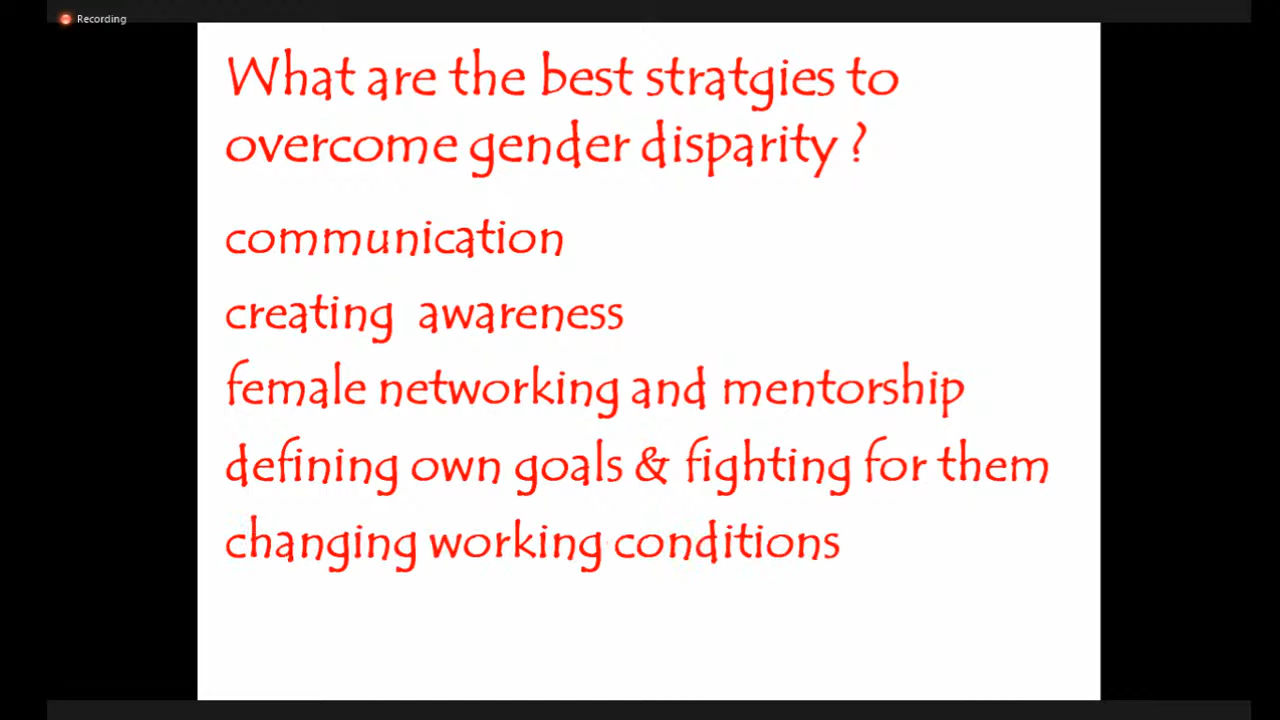 Recording
What are the best stratgies to
overcome gender disparity ?
communication
creating awareness
female networking and mentorship
defining own goals & fighting for them
changing working conditions